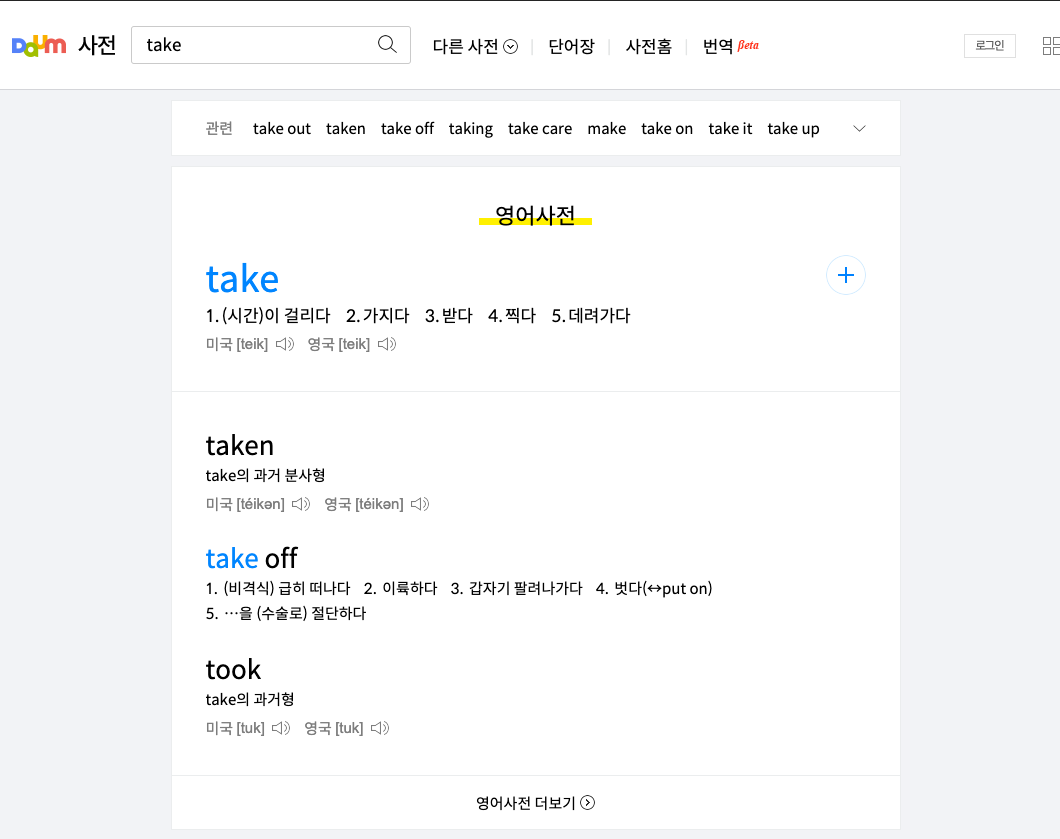 Daum 사전 take 다른 사전 단어장 사전홈 번역 βeta 로그인
관련 take out taken take off taking take care make take on take it take up
영어사전
take
1.(시간)이 걸리다 2.가지다 3.받다 4.찍다 5.데려가다
미국 [teik] 영국 [teik]
taken
take의 과거 분사형
미국 [téikən] 영국 [téikən]
take off
1. (비격식) 급히 떠나다 2. 이륙하다 3. 갑자기 팔려나가다 4. 벗다(↔put on)
5. …을 (수술로) 절단하다
took
take의 과거형
미국 [tuk] 영국 [tuk]
영어사전 더보기